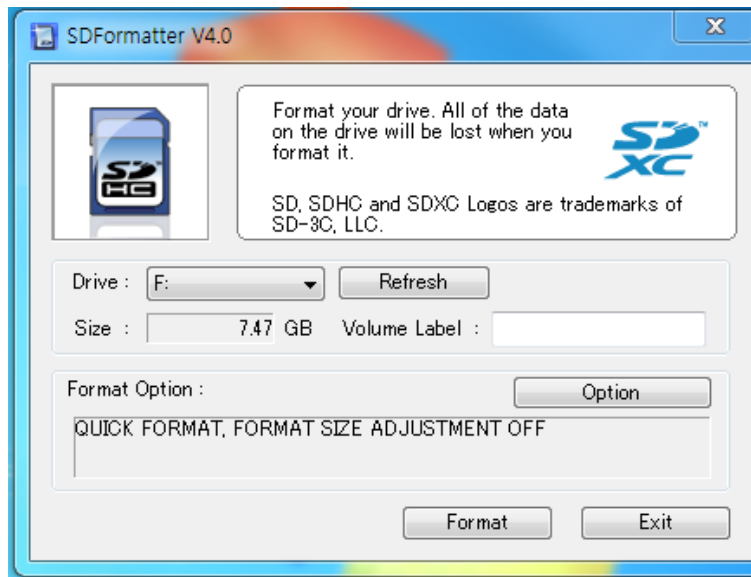 SDFormatter V4.0
Format your drive. All of the data
on the drive will be lost when you
format it.
SD XC™
SD, SDHC and SDXC Logos are trademarks of
SD-3C, LLC.
SD HC
Drive : F: Refresh
Size : 7.47 GB Volume Label :
Format Option : Option
QUICK FORMAT, FORMAT SIZE ADJUSTMENT OFF
Format Exit